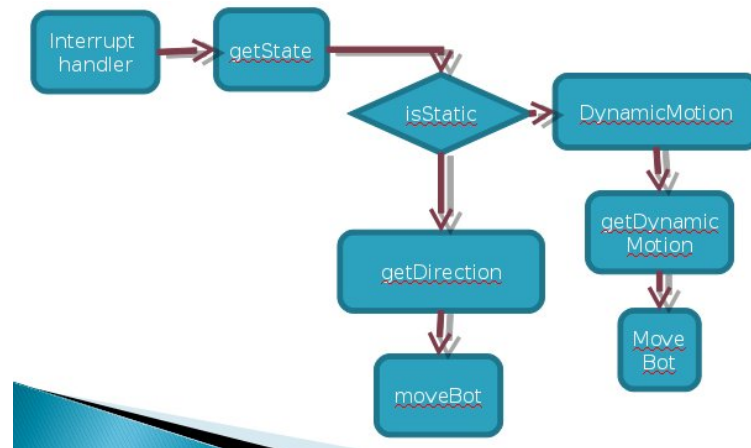 Interrupt
handler
getState
isStatic
DynamicMotion
getDirection
getDynamic
Motion
moveBot
Move
Bot